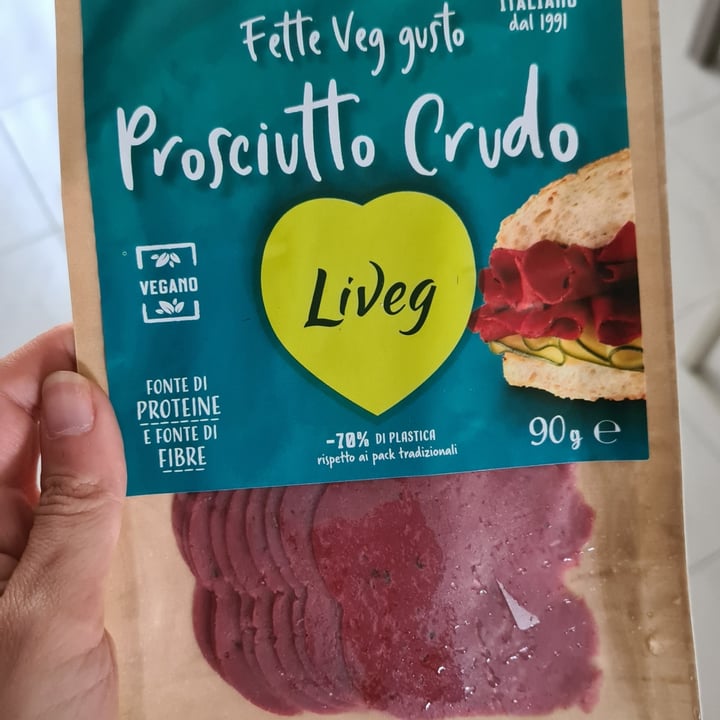 ITALIANO
dal 1991
Fette Veg gusto
Prosciutto Crudo
VEGANO
LiVeg
FONTE DI
PROTEINE
E FONTE DI
FIBRE
-70% DI PLASTICA
rispetto ai pack tradizionali
90g ℮